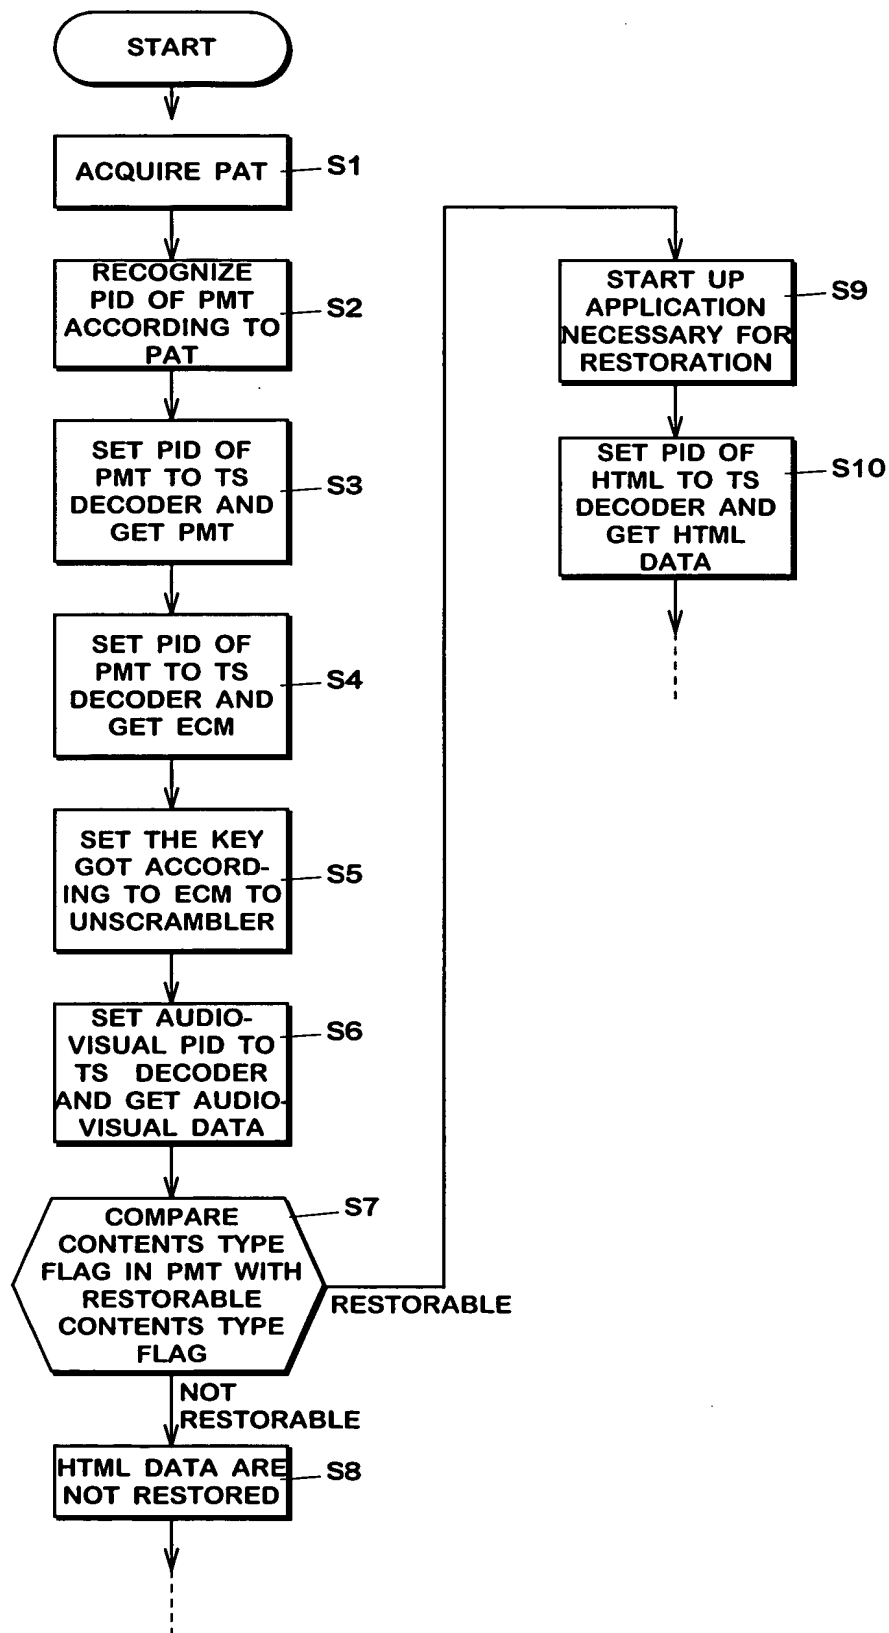 START
ACQUIRE PAT
S1
RECOGNIZE
PID OF PMT
ACCORDING TO
PAT
S2
SET PID OF
PMT TO TS
DECODER AND
GET PMT
S3
SET PID OF
PMT TO TS
DECODER AND
GET ECM
S4
SET THE KEY
GOT ACCORD-
ING TO ECM TO
UNSCRAMBLER
S5
SET AUDIO-
VISUAL PID TO
TS DECODER
AND GET AUDIO-
VISUAL DATA
S6
COMPARE
CONTENTS TYPE
FLAG IN PMT WITH
RESTORABLE
CONTENTS TYPE
FLAG
S7
RESTORABLE
NOT
RESTORABLE
HTML DATA ARE
NOT RESTORED
S8
START UP
APPLICATION
NECESSARY FOR
RESTORATION
S9
SET PID OF
HTML TO TS
DECODER AND
GET HTML
DATA
S10